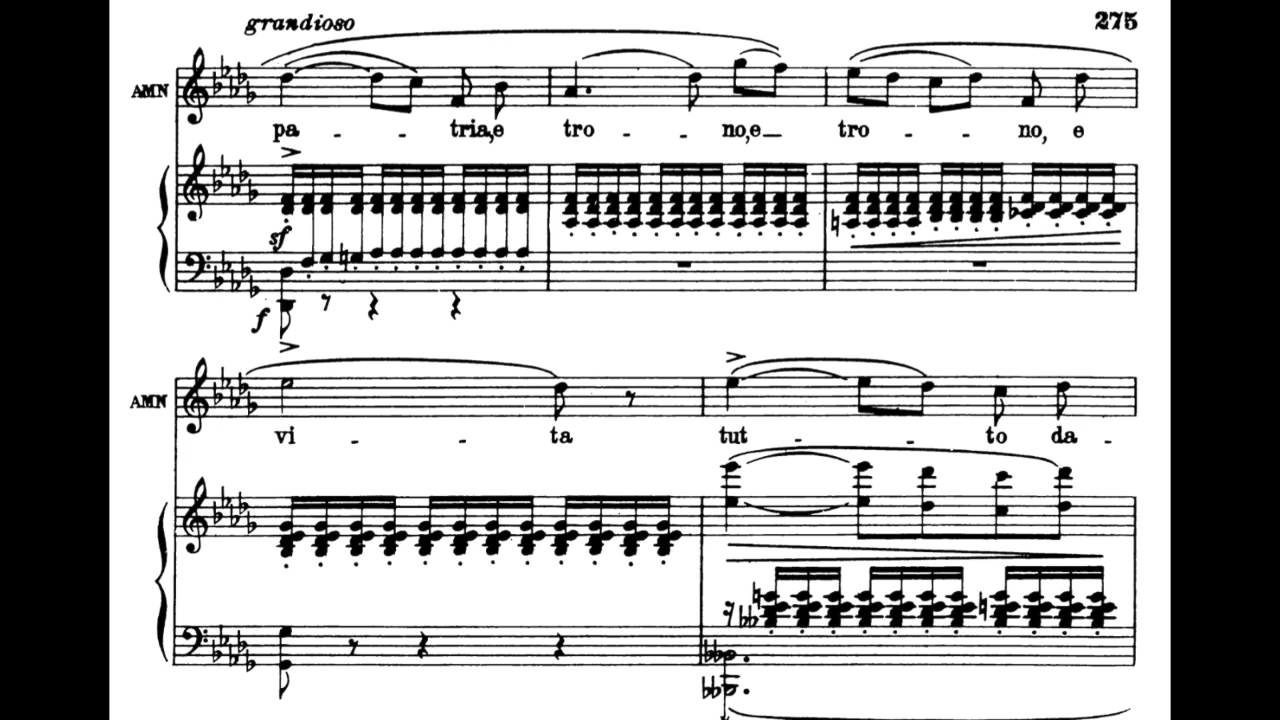 grandioso 275
AMN
pa - - tria,e tro - - no,e tro - - no, e
sf
f
AMN
vi - - ta tut - - to da -